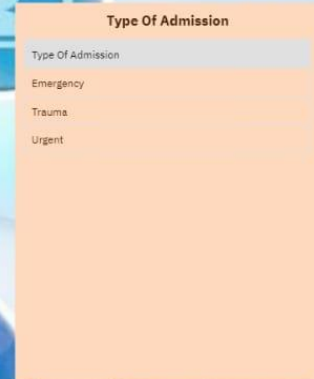 Type Of Admission
Type Of Admission
Emergency
Trauma
Urgent